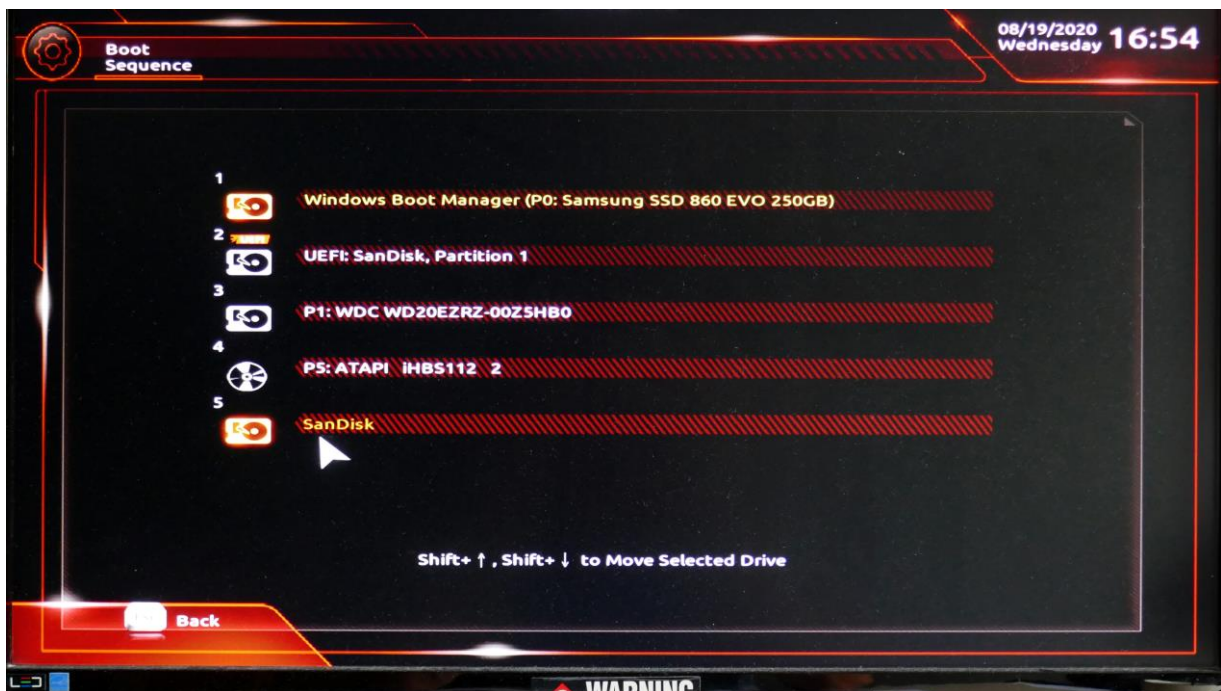 Boot
Sequence
08/19/2020
Wednesday
16:54
1
Windows Boot Manager (P0: Samsung SSD 860 EVO 250GB)
2
UEFI
UEFI: SanDisk, Partition 1
3
P1: WDC WD20EZRZ-00Z5HB0
4
P5: ATAPI iHBS112 2
5
SanDisk
Shift+ ↑ , Shift+ ↓ to Move Selected Drive
Back
LED
WARNING